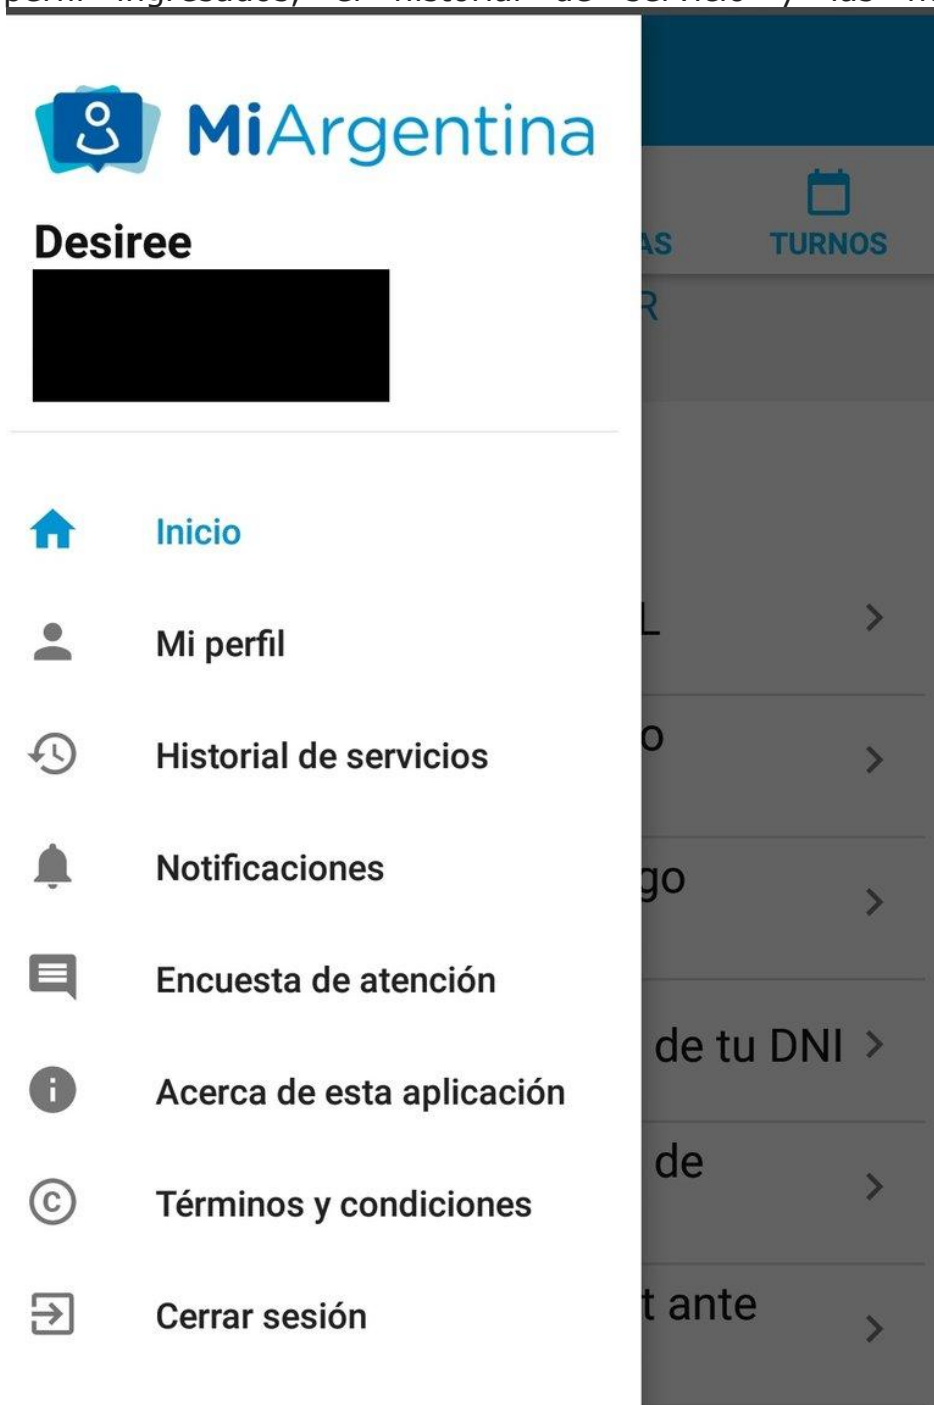 MiArgentina
Desiree
TURNOS
Inicio
Mi perfil
Historial de servicios
Notificaciones
go
Encuesta de atención
de tu DNI
Acerca de esta aplicación
de
Términos y condiciones
t ante
Cerrar sesión